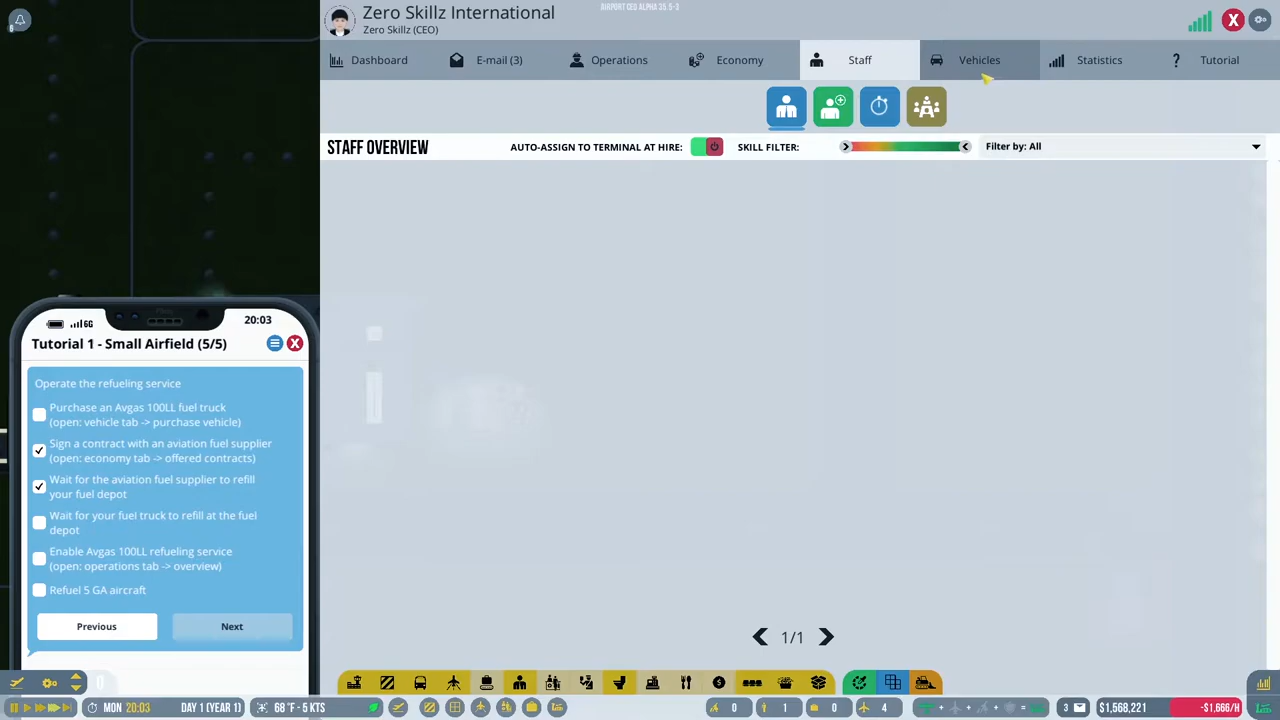 AIRPORT CEO ALPHA 35.5-3
Zero Skillz International
Zero Skillz (CEO)
6
Dashboard
E-mail (3)
Operations
Economy
Staff
Vehicles
Statistics
Tutorial
STAFF OVERVIEW
AUTO-ASSIGN TO TERMINAL AT HIRE:
SKILL FILTER:
Filter by: All
6G
20:03
Tutorial 1 - Small Airfield (5/5)
Operate the refueling service
Purchase an Avgas 100LL fuel truck
(open: vehicle tab -> purchase vehicle)
Sign a contract with an aviation fuel supplier
(open: economy tab -> offered contracts)
Wait for the aviation fuel supplier to refill
your fuel depot
Wait for your fuel truck to refill at the fuel
depot
Enable Avgas 100LL refueling service
(open: operations tab -> overview)
Refuel 5 GA aircraft
Previous
Next
1/1
MON 20:03
DAY 1 (YEAR 1)
68 °F - 5 KTS
0
1
0
4
3
$1,568,221
-$1,666/H